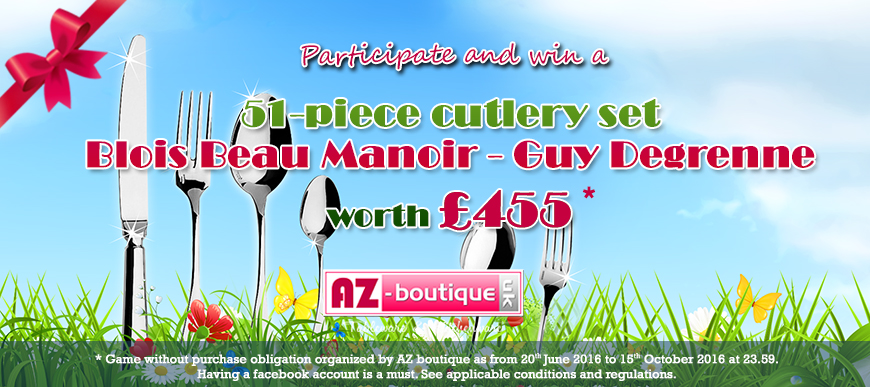 Participate and win a
51-piece cutlery set
Blois Beau Manoir - Guy Degrenne
worth £455 *
AZ-boutique UK
* Game without purchase obligation organized by AZ boutique as from 20th June 2016 to 15th October 2016 at 23.59.
Having a facebook account is a must. See applicable conditions and regulations.